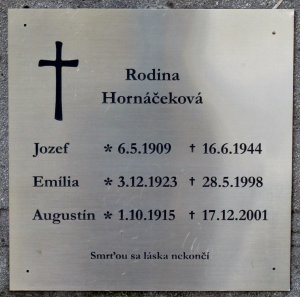 Rodina
Hornáčeková
Jozef * 6.5.1909 † 16.6.1944
Emília * 3.12.1923 † 28.5.1998
Augustín * 1.10.1915 † 17.12.2001
Smrťou sa láska nekončí